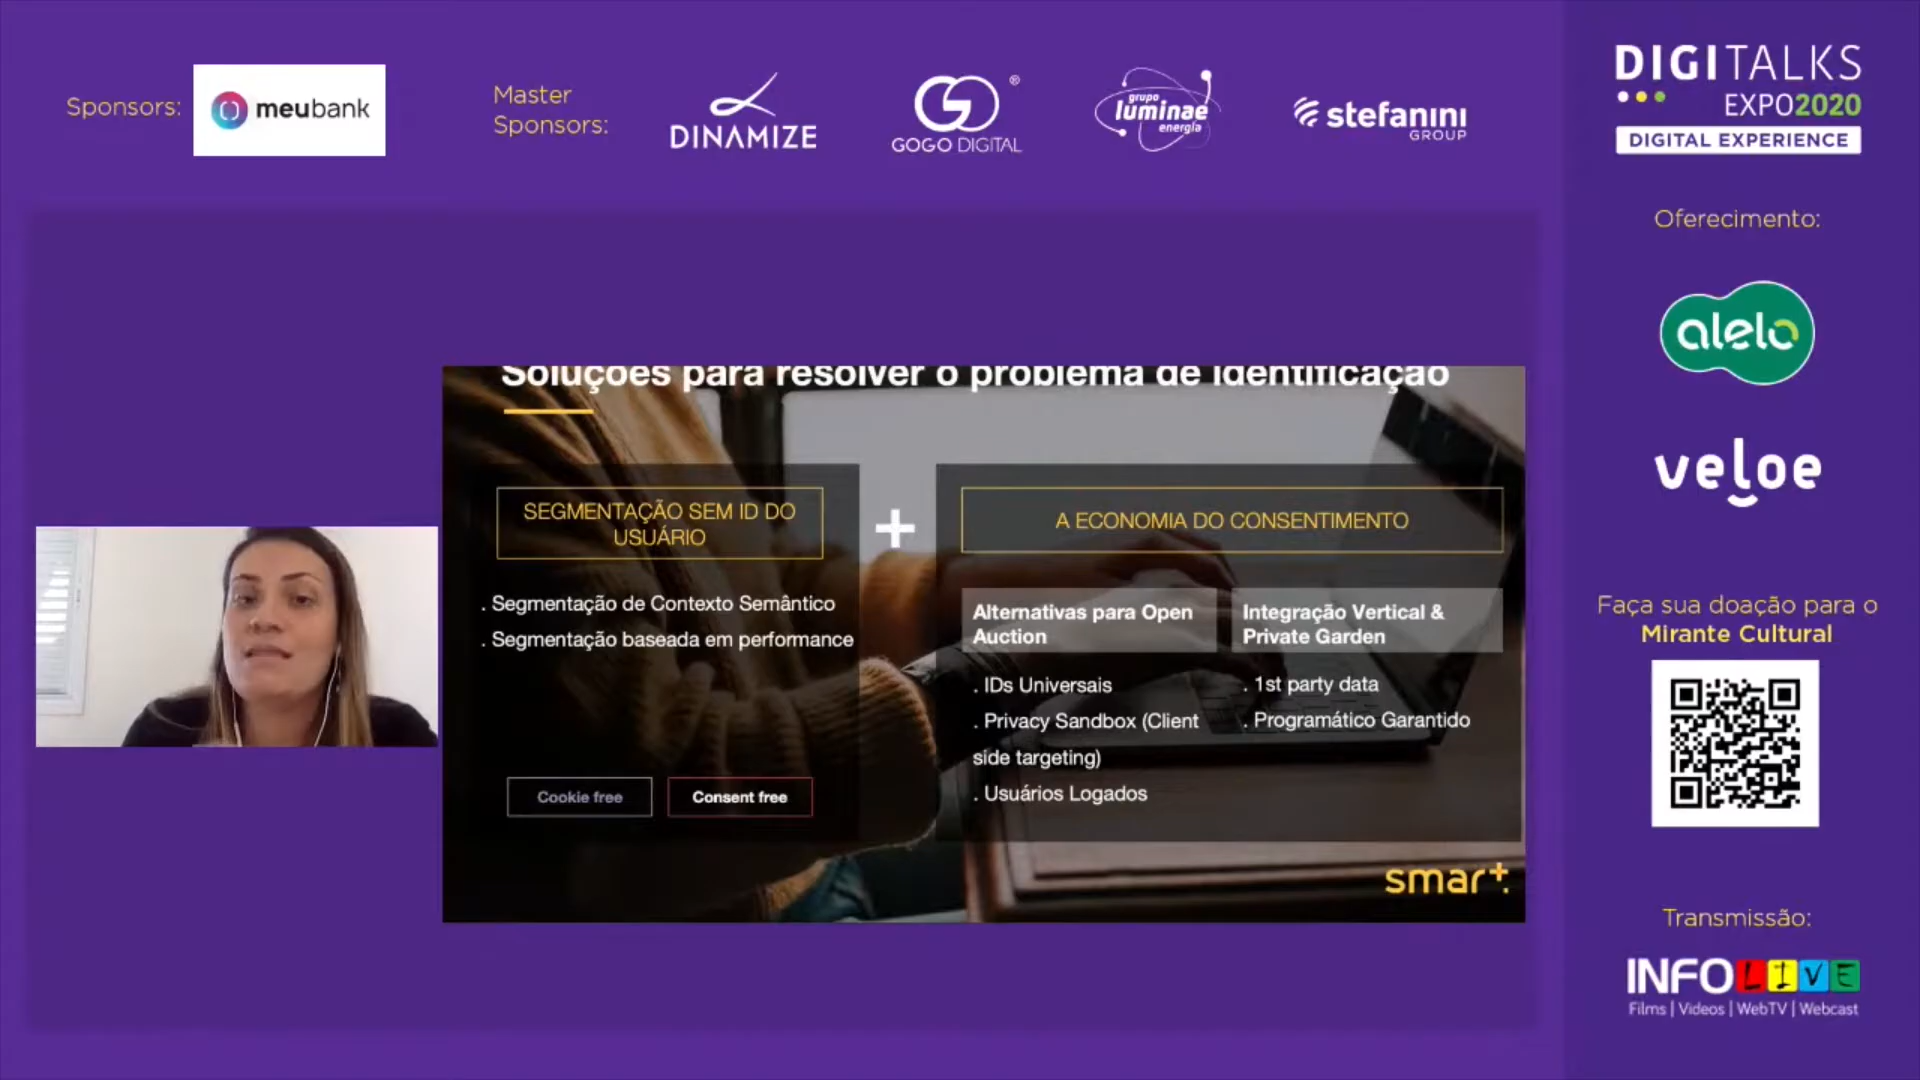 Sponsors:
meubank
Master
Sponsors:
DINAMIZE
GOGO DIGITAL
®
grupo
luminae
energia
stefanini
GROUP
DIGITALKS
EXPO2020
DIGITAL EXPERIENCE
Oferecimento:
alelo
veloe
Faça sua doação para o
Mirante Cultural
Transmissão:
INFOLIVE
Films | Videos | WebTV | Webcast
Soluções para resolver o problema de identificação
SEGMENTAÇÃO SEM ID DO
USUÁRIO
. Segmentação de Contexto Semântico
. Segmentação baseada em performance
Cookie free
Consent free
+
A ECONOMIA DO CONSENTIMENTO
Alternativas para Open
Auction
. IDs Universais
. Privacy Sandbox (Client
side targeting)
. Usuários Logados
Integração Vertical &
Private Garden
. 1st party data
. Programático Garantido
smart.